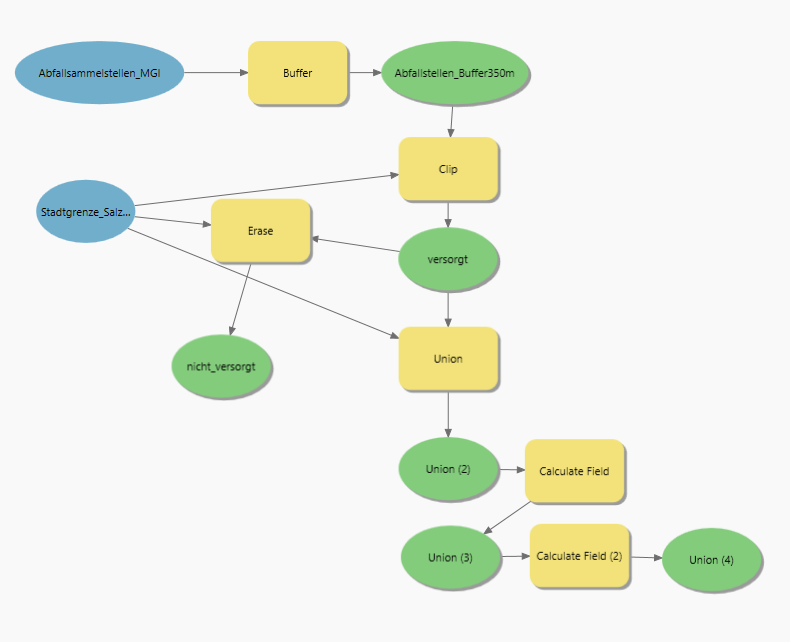 Abfallsammelstellen_MGI
Buffer
Abfallstellen_Buffer350m
Clip
Stadtgrenze_Salz...
Erase
versorgt
nicht_versorgt
Union
Union (2)
Calculate Field
Union (3)
Calculate Field (2)
Union (4)